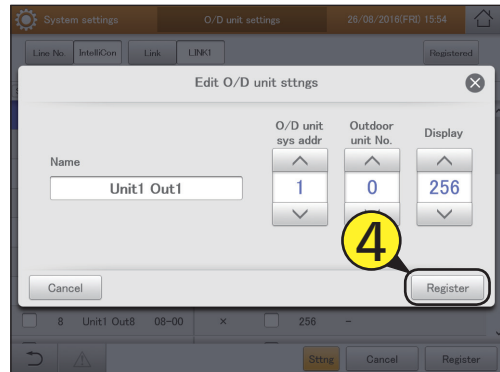 System settings O/D unit settings 26/08/2016(FRI) 15:54
Line No. IntelliCon Link LINK1 Registered
Edit O/D unit sttngs
O/D unit Outdoor Display
sys addr unit No.
Name
Unit1 Out1 1 0 256
4
Cancel Register
8 Unit1 Out8 08-00 × 256 -
Sttng Cancel Register